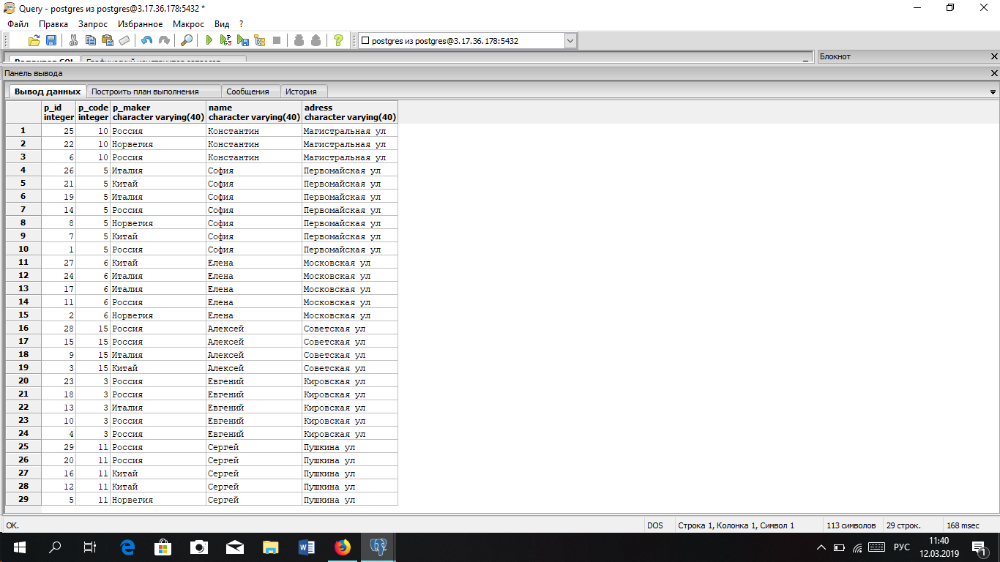 Query - postgres из postgres@3.17.36.178:5432 *
Файл Правка Запрос Избранное Макрос Вид ?
postgres из postgres@3.17.36.178:5432
Редактор SQL Графический конструктор запросов
Блокнот
Панель вывода
Вывод данных Построить план выполнения Сообщения История
p_id p_code p_maker name adress
integer integer character varying(40) character varying(40) character varying(40)
1 25 10 Россия Константин Магистральная ул
2 22 10 Норвегия Константин Магистральная ул
3 6 10 Россия Константин Магистральная ул
4 26 5 Италия София Первомайская ул
5 21 5 Китай София Первомайская ул
6 19 5 Италия София Первомайская ул
7 14 5 Россия София Первомайская ул
8 8 5 Норвегия София Первомайская ул
9 7 5 Китай София Первомайская ул
10 1 5 Россия София Первомайская ул
11 27 6 Китай Елена Московская ул
12 24 6 Италия Елена Московская ул
13 17 6 Италия Елена Московская ул
14 11 6 Россия Елена Московская ул
15 2 6 Норвегия Елена Московская ул
16 28 15 Россия Алексей Советская ул
17 15 15 Россия Алексей Советская ул
18 9 15 Италия Алексей Советская ул
19 3 15 Китай Алексей Советская ул
20 23 3 Россия Евгений Кировская ул
21 18 3 Россия Евгений Кировская ул
22 13 3 Италия Евгений Кировская ул
23 10 3 Россия Евгений Кировская ул
24 4 3 Россия Евгений Кировская ул
25 29 11 Россия Сергей Пушкина ул
26 20 11 Россия Сергей Пушкина ул
27 16 11 Китай Сергей Пушкина ул
28 12 11 Китай Сергей Пушкина ул
29 5 11 Норвегия Сергей Пушкина ул
OK. DOS Строка 1, Колонка 1, Символ 1 113 символов 29 строк. 168 msec
РУС 11:40
12.03.2019 1